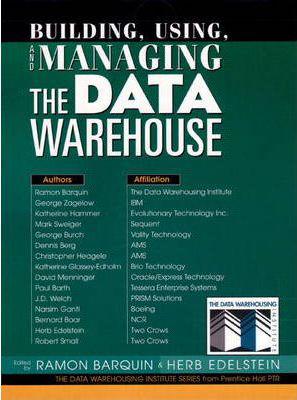 BUILDING, USING,
AND MANAGING
THE DATA
WAREHOUSE
Authors Affiliation
Ramon Barquin The Data Warehousing Institute
George Zagelow IBM
Katherine Hammer Evolutionary Technology Inc.
Mark Sweiger Sequent
George Burch Vality Technology
Dennis Berg AMS
Christopher Heagele AMS
Katherine Glassey-Edholm Brio Technology
David Menninger Oracle/Express Technology
Paul Barth Tessera Enterprise Systems
J.D. Welch PRISM Solutions
Narsim Ganti Boeing
Bernard Boar NCR
Herb Edelstein Two Crows
Robert Small Two Crows
THE DATA WAREHOUSING
INSTITUTE
Edited by RAMON BARQUIN & HERB EDELSTEIN
THE DATA WAREHOUSING INSTITUTE SERIES from Prentice Hall PTR